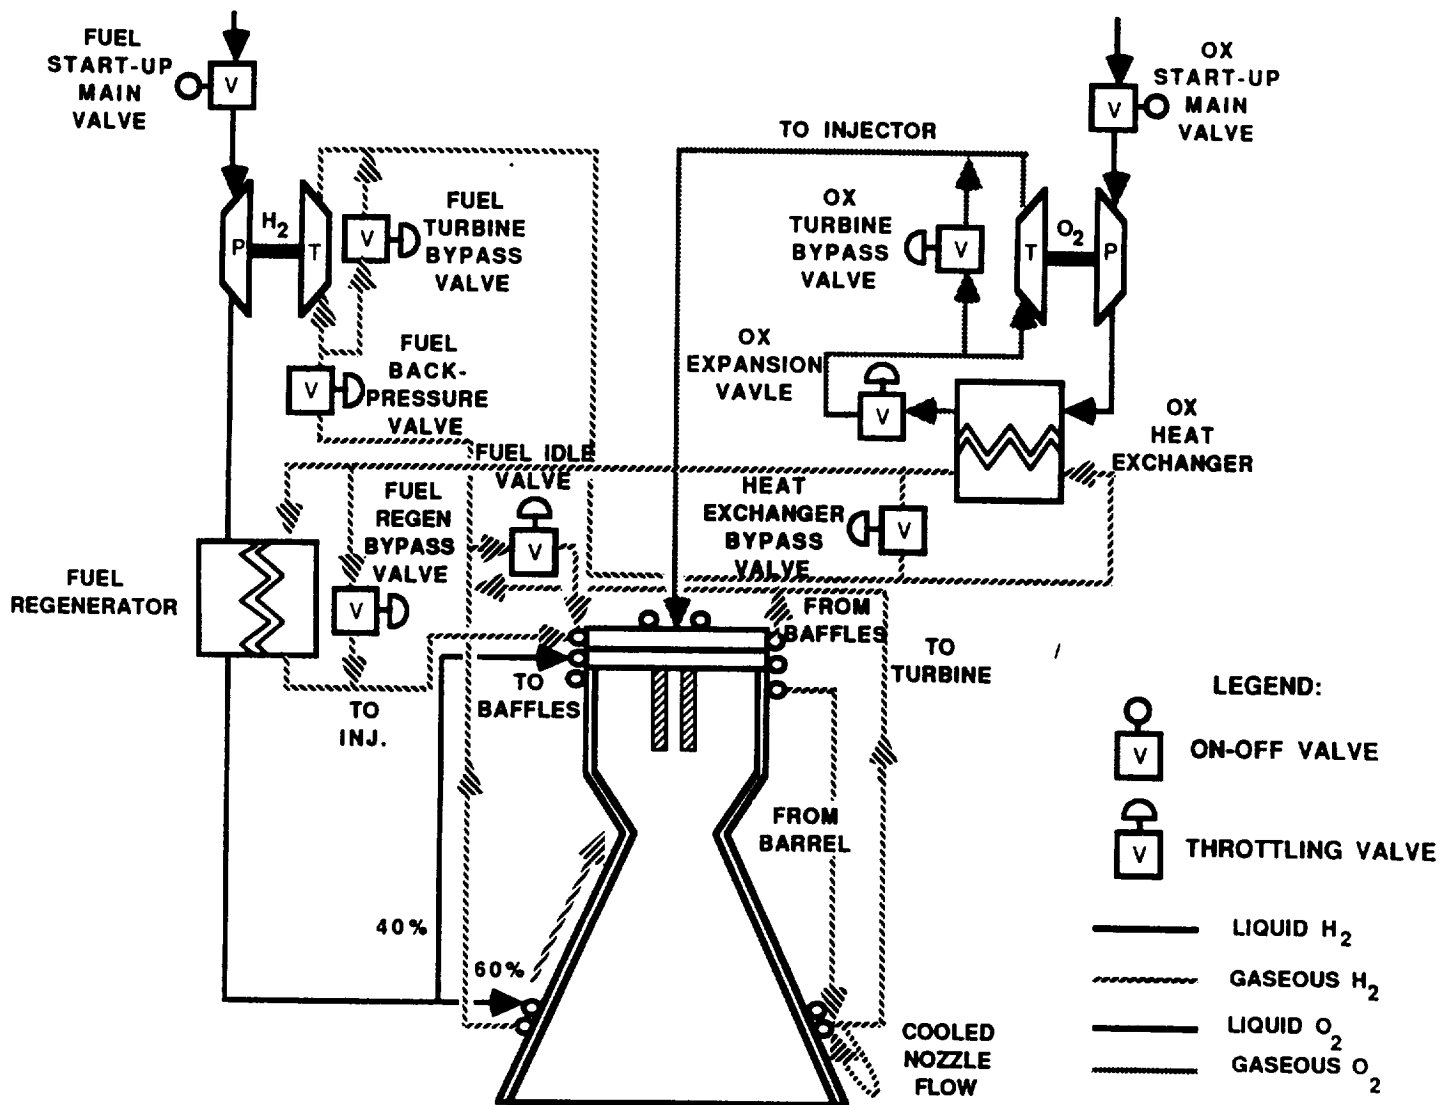 FUEL
START-UP
MAIN
VALVE
V
OX
START-UP
MAIN
VALVE
V
TO INJECTOR
P
H2
T
V
FUEL
TURBINE
BYPASS
VALVE
OX
TURBINE
BYPASS
VALVE
V
T
O2
P
FUEL
BACK-
PRESSURE
VALVE
V
OX
EXPANSION
VAVLE
V
OX
HEAT
EXCHANGER
FUEL IDLE
VALVE
V
FUEL
REGEN
BYPASS
VALVE
V
HEAT
EXCHANGER
BYPASS
VALVE
V
FUEL
REGENERATOR
FROM
BAFFLES
TO
TURBINE
TO
BAFFLES
TO
INJ.
FROM
BARREL
40%
60%
COOLED
NOZZLE
FLOW
LEGEND:
V
ON-OFF VALVE
V
THROTTLING VALVE
LIQUID H2
GASEOUS H2
LIQUID O2
GASEOUS O2